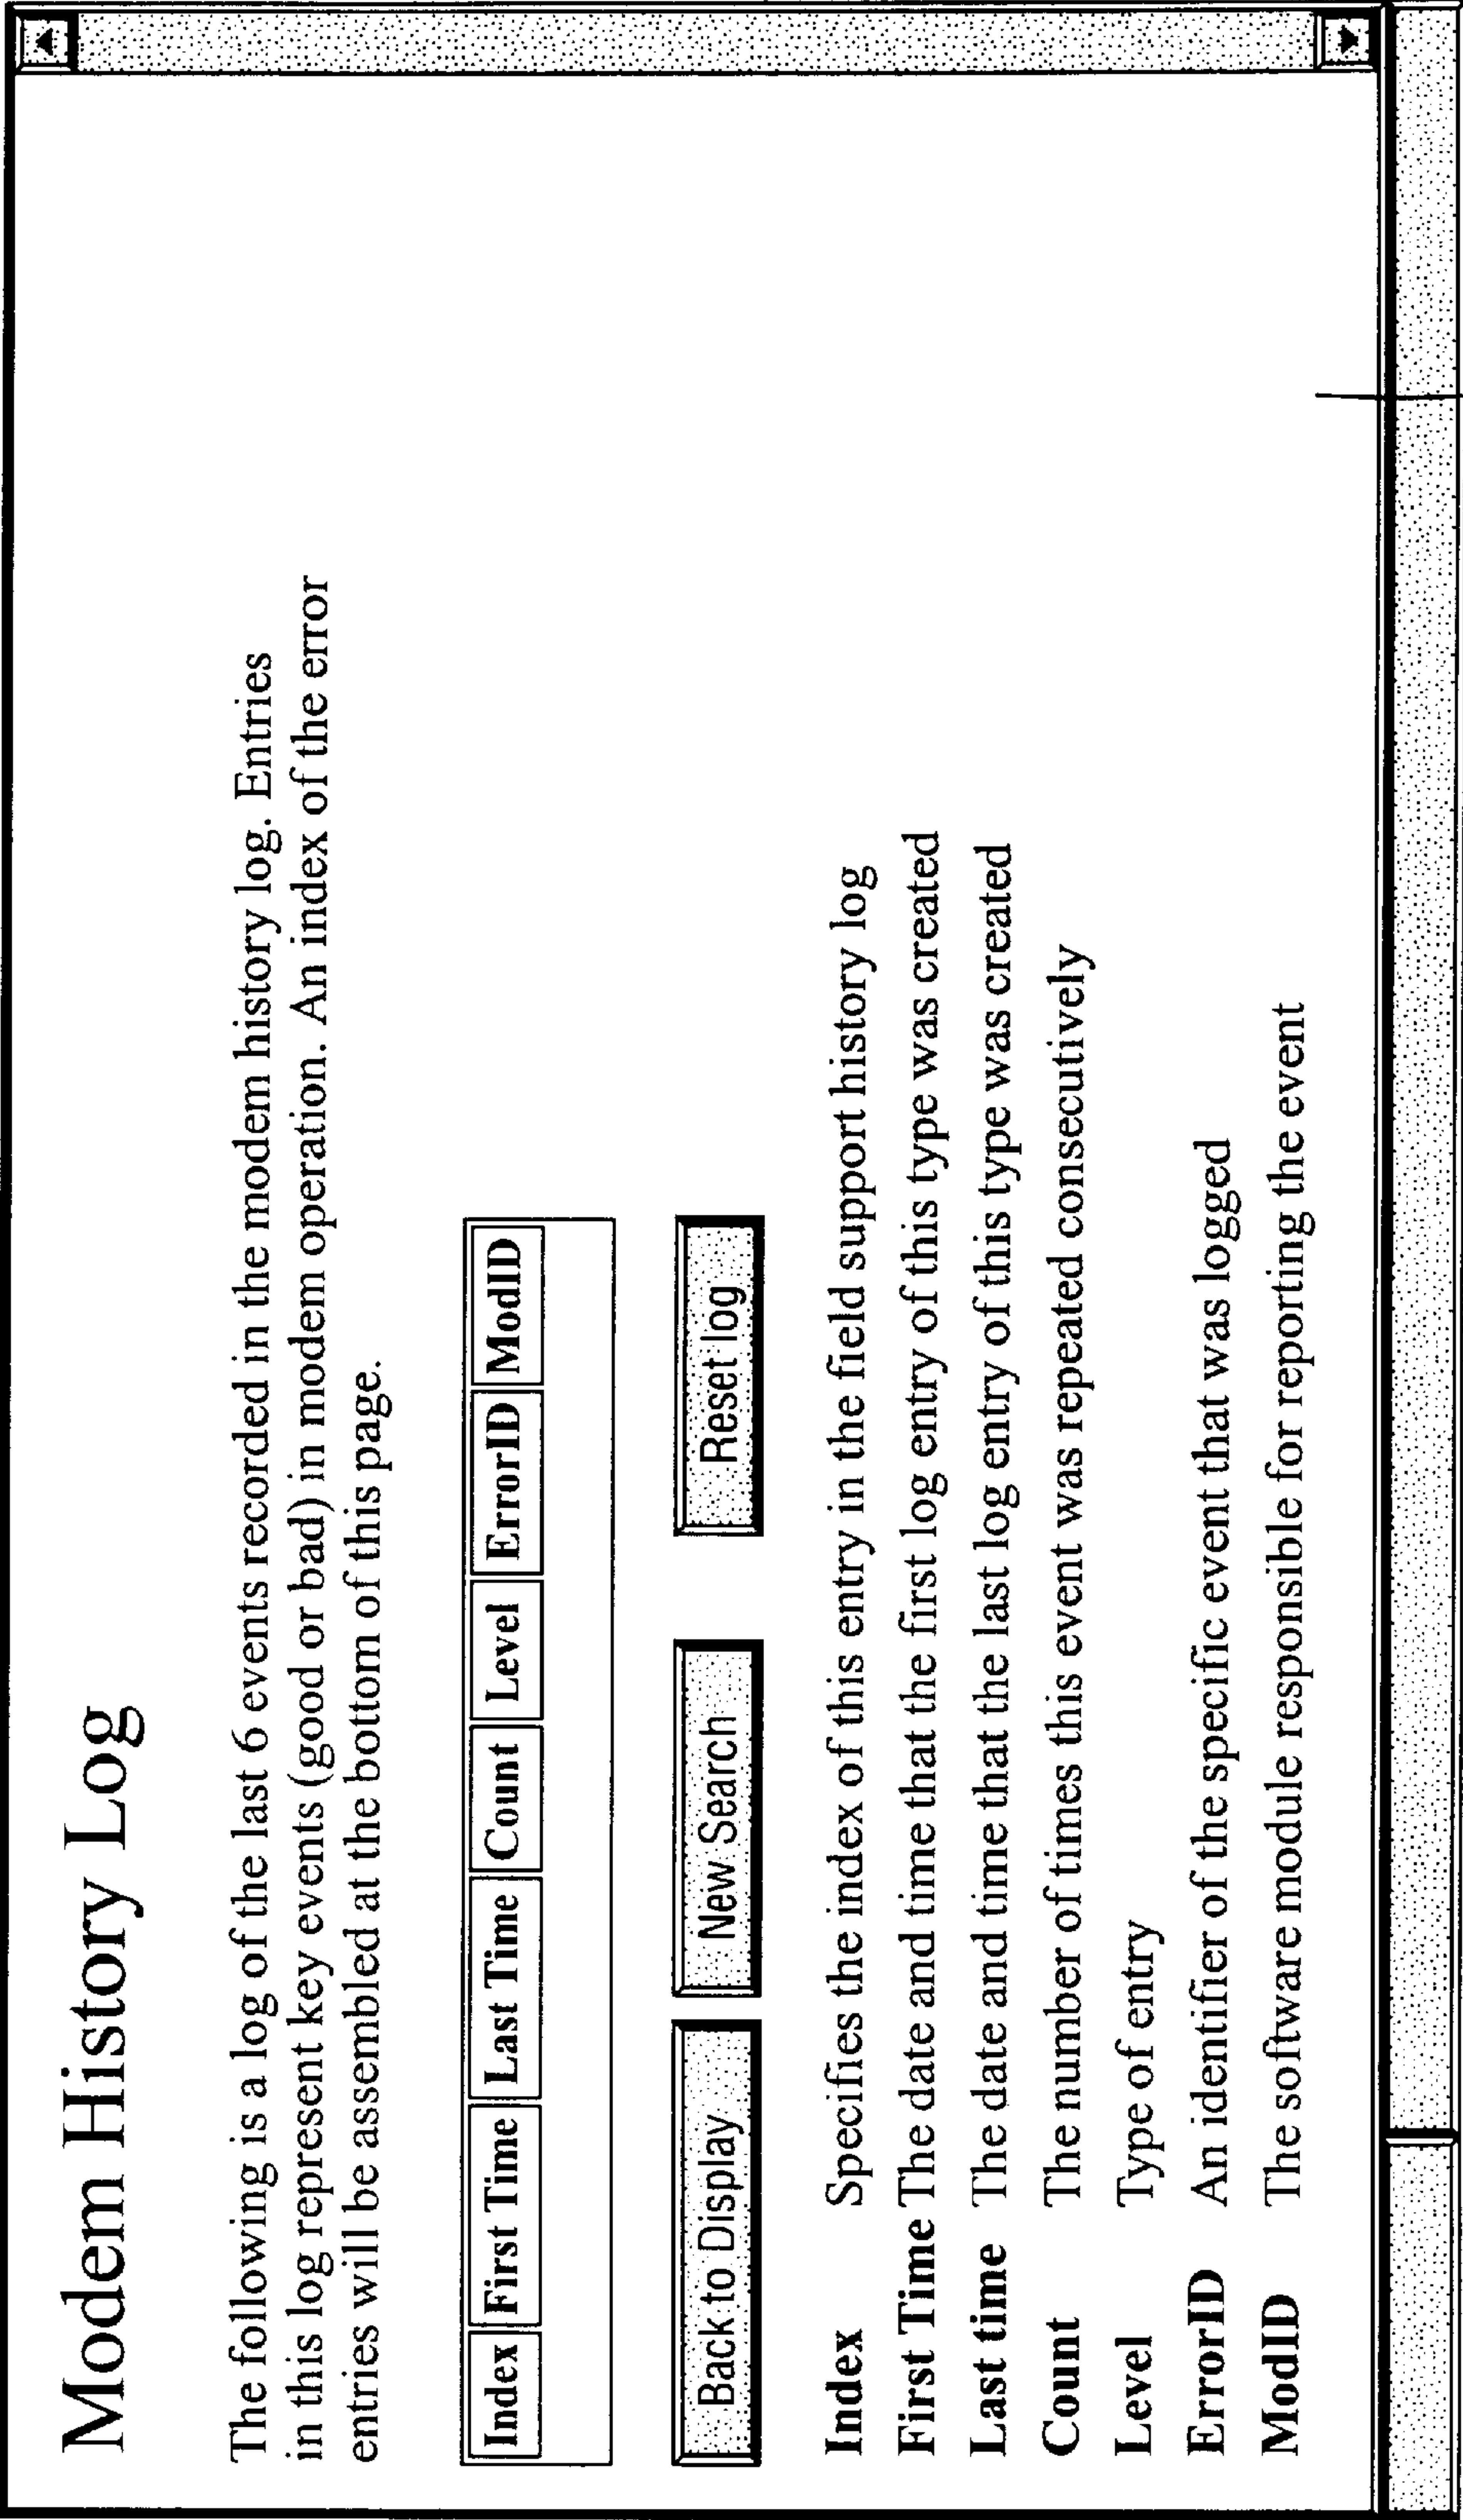 Modem History Log
The following is a log of the last 6 events recorded in the modem history log. Entries
in this log represent key events (good or bad) in modem operation. An index of the error
entries will be assembled at the bottom of this page.
Index First Time Last Time Count Level ErrorID ModID
Back to Display New Search Reset log
Index Specifies the index of this entry in the field support history log
First Time The date and time that the first log entry of this type was created
Last time The date and time that the last log entry of this type was created
Count The number of times this event was repeated consecutively
Level Type of entry
ErrorID An identifier of the specific event that was logged
ModID The software module responsible for reporting the event